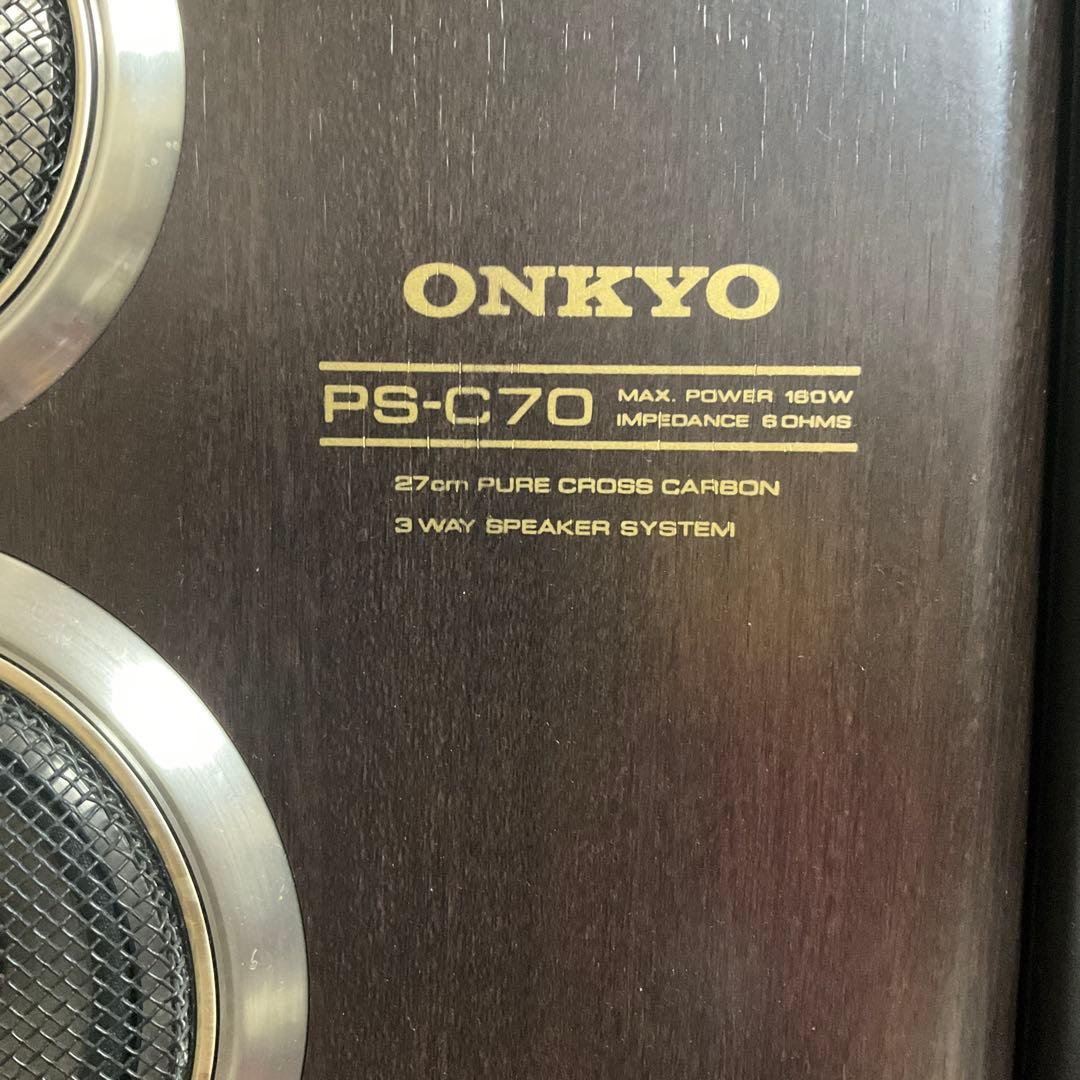 ONKYO
PS-C70
MAX. POWER 160W
IMPEDANCE 6 OHMS
27cm PURE CROSS CARBON
3 WAY SPEAKER SYSTEM